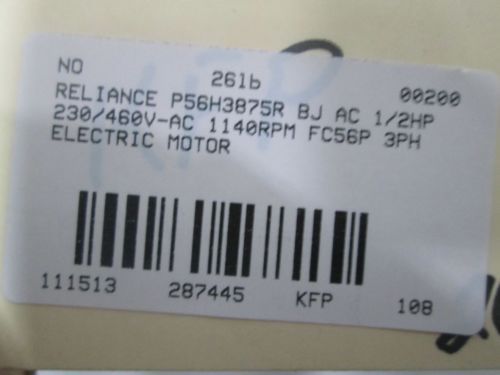 NO 261b 00200
RELIANCE P56H3875R BJ AC 1/2HP
230/460V-AC 1140RPM FC56P 3PH
ELECTRIC MOTOR
111513 287445 KFP 108
KFP